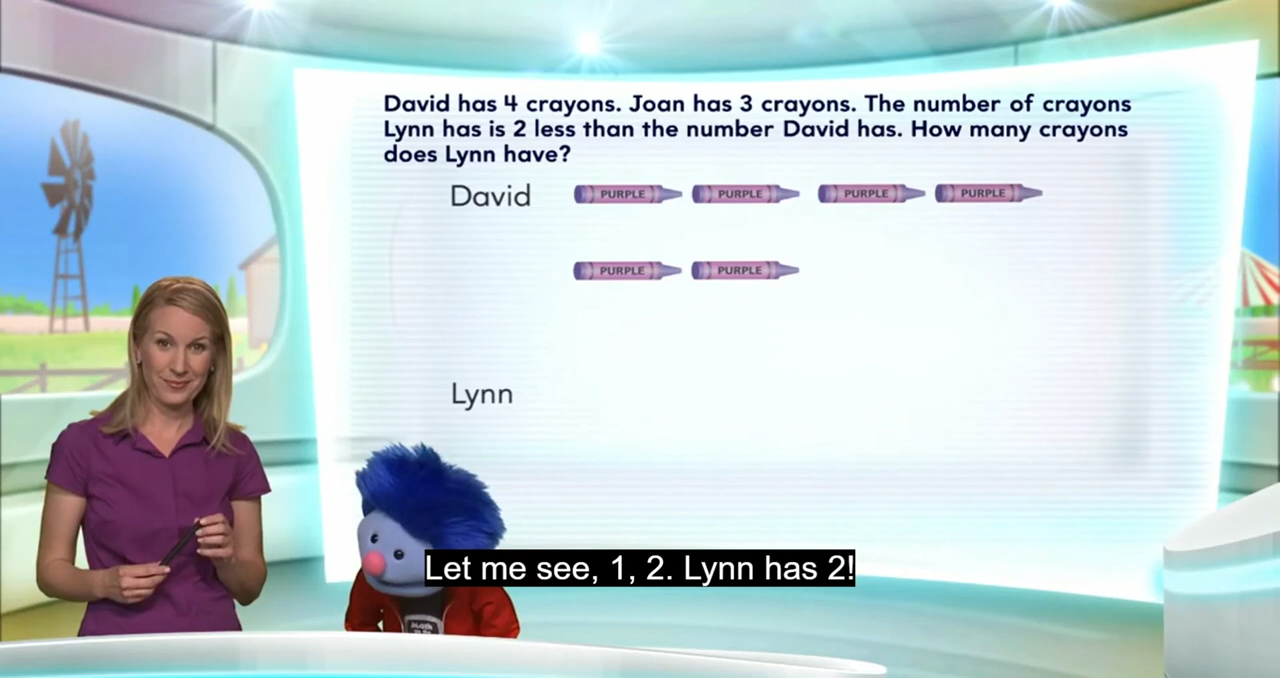 David has 4 crayons. Joan has 3 crayons. The number of crayons
Lynn has is 2 less than the number David has. How many crayons
does Lynn have?
David PURPLE PURPLE PURPLE PURPLE
PURPLE PURPLE
Lynn
Let me see, 1, 2. Lynn has 2!